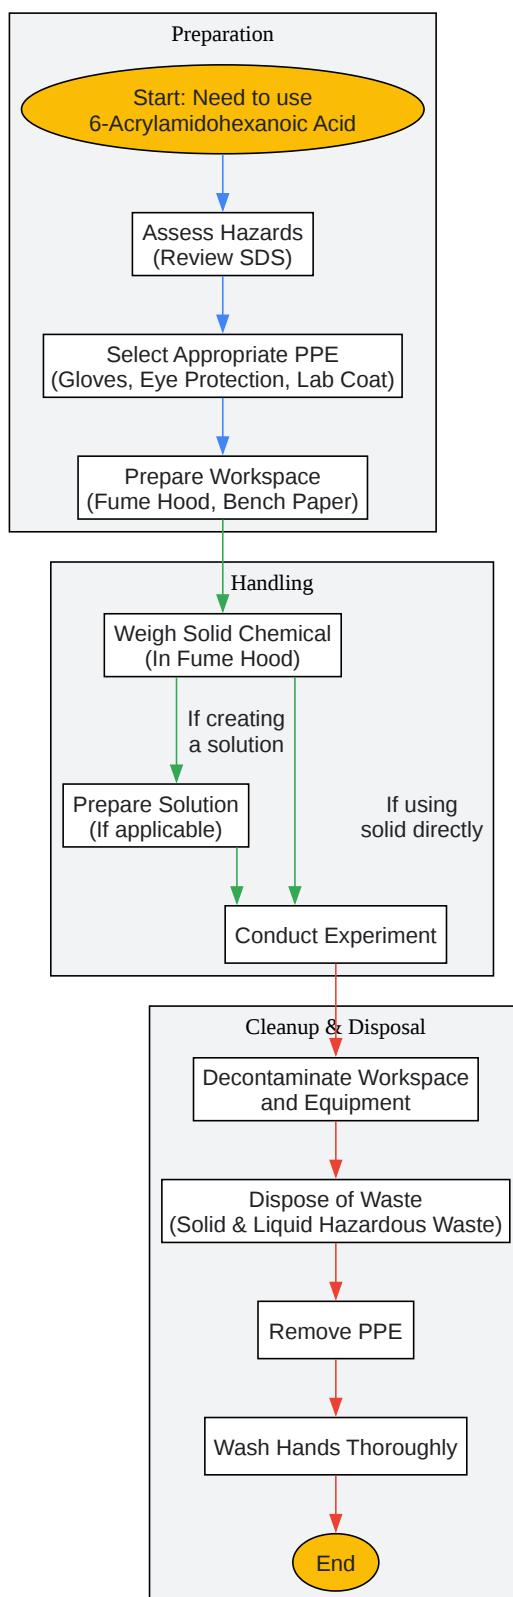 Preparation
Start: Need to use
6-Acrylamidohexanoic Acid
Assess Hazards
(Review SDS)
Select Appropriate PPE
(Gloves, Eye Protection, Lab Coat)
Prepare Workspace
(Fume Hood, Bench Paper)
Handling
Weigh Solid Chemical
(In Fume Hood)
If creating
a solution
Prepare Solution
(If applicable)
If using
solid directly
Conduct Experiment
Cleanup & Disposal
Decontaminate Workspace
and Equipment
Dispose of Waste
(Solid & Liquid Hazardous Waste)
Remove PPE
Wash Hands Thoroughly
End